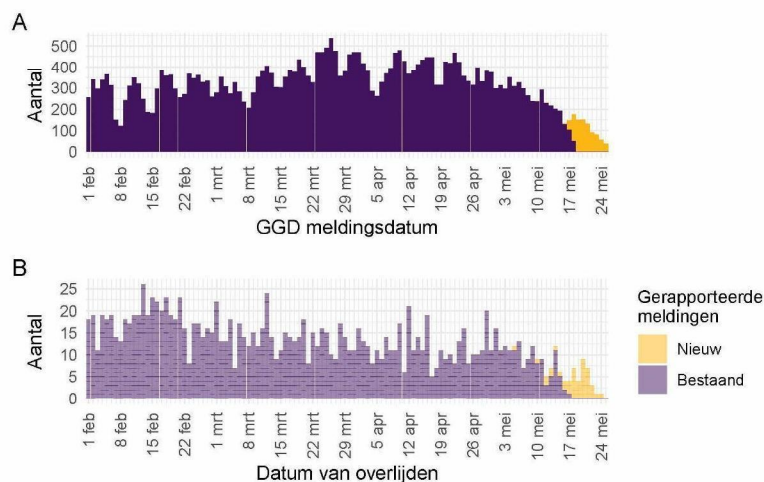 A
Aantal
500
400
300
200
100
0
1 feb
8 feb
15 feb
22 feb
1 mrt
8 mrt
15 mrt
22 mrt
29 mrt
5 apr
12 apr
19 apr
26 apr
3 mei
10 mei
17 mei
24 mei
GGD meldingsdatum
B
Aantal
25
20
15
10
5
0
1 feb
8 feb
15 feb
22 feb
1 mrt
8 mrt
15 mrt
22 mrt
29 mrt
5 apr
12 apr
19 apr
26 apr
3 mei
10 mei
17 mei
24 mei
Datum van overlijden
Gerapporteerde
meldingen
Nieuw
Bestaand